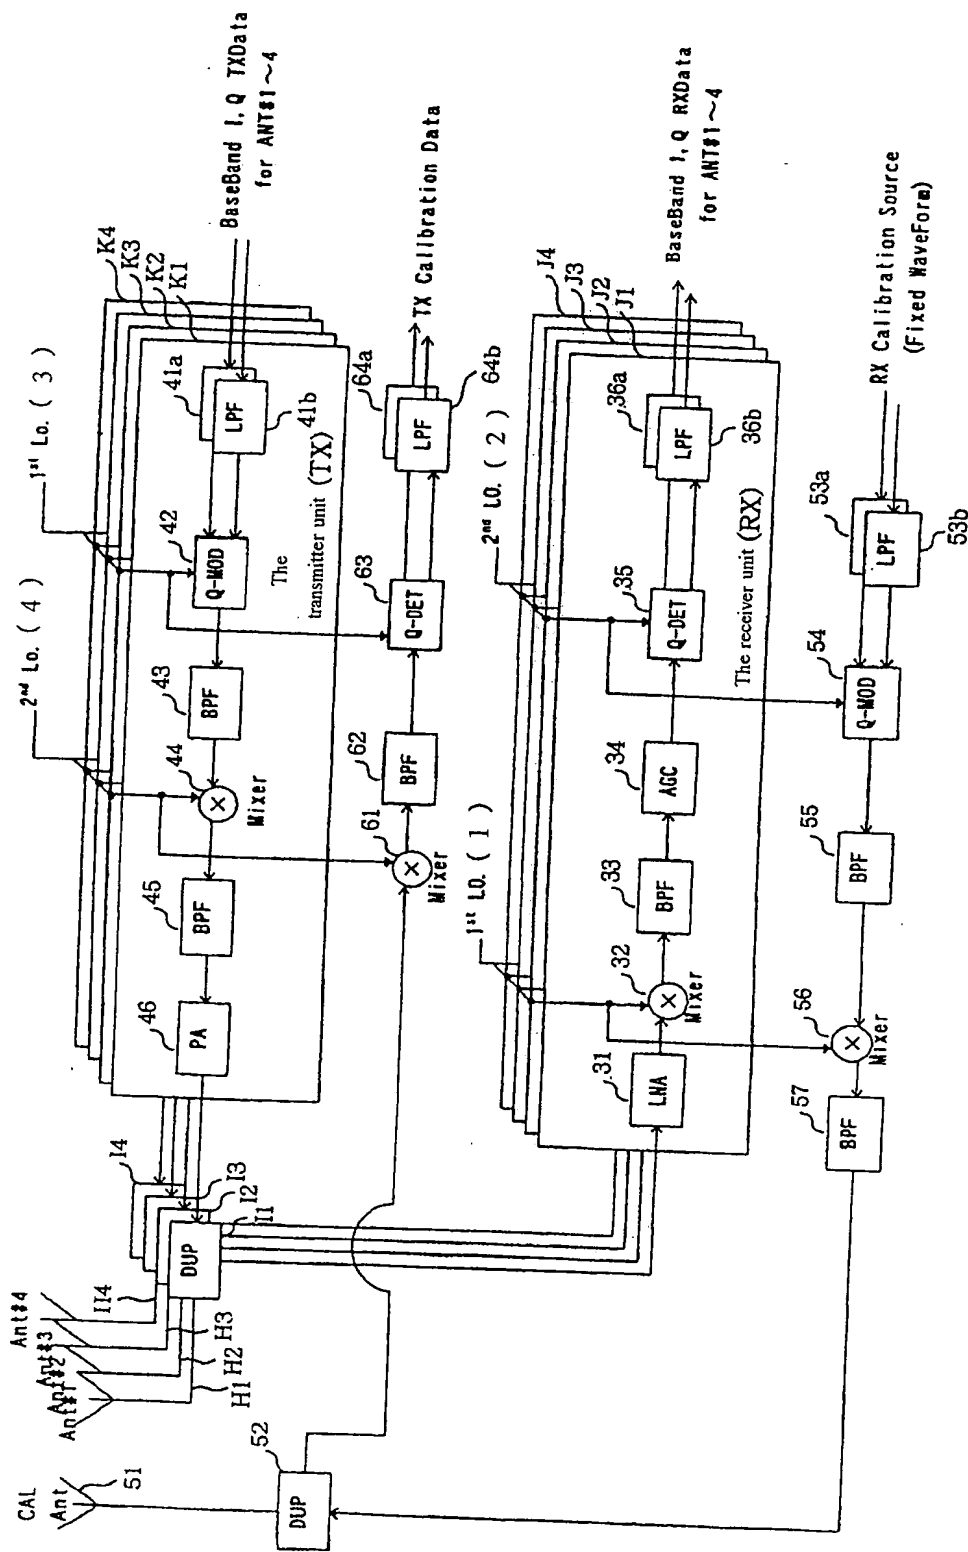 1st Lo. ( 3 )
2nd Lo. ( 4 )
K4
K3
K2
K1
BaseBand I, Q TXData
for ANT#1~4
41a
LPF
41b
42
Q-MOD
The
transmitter unit (TX)
43
BPF
44
Mixer
45
BPF
46
PA
I4
I3
I2
I1
DUP
Ant#4
Ant#3
Ant#2
Ant#1
H4
H3
H2
H1
TX Calibration Data
64a
LPF
64b
63
Q-DET
62
BPF
61
Mixer
CAL
Ant
51
52
DUP
2nd LO. ( 2 )
1st LO. ( 1 )
J4
J3
J2
J1
BaseBand I, Q RXData
for ANT#1~4
36a
LPF
36b
35
Q-DET
The receiver unit (RX)
34
AGC
33
BPF
32
Mixer
31
LNA
RX Calibration Source
(Fixed WaveForm)
53a
LPF
53b
54
Q-MOD
55
BPF
56
Mixer
57
BPF